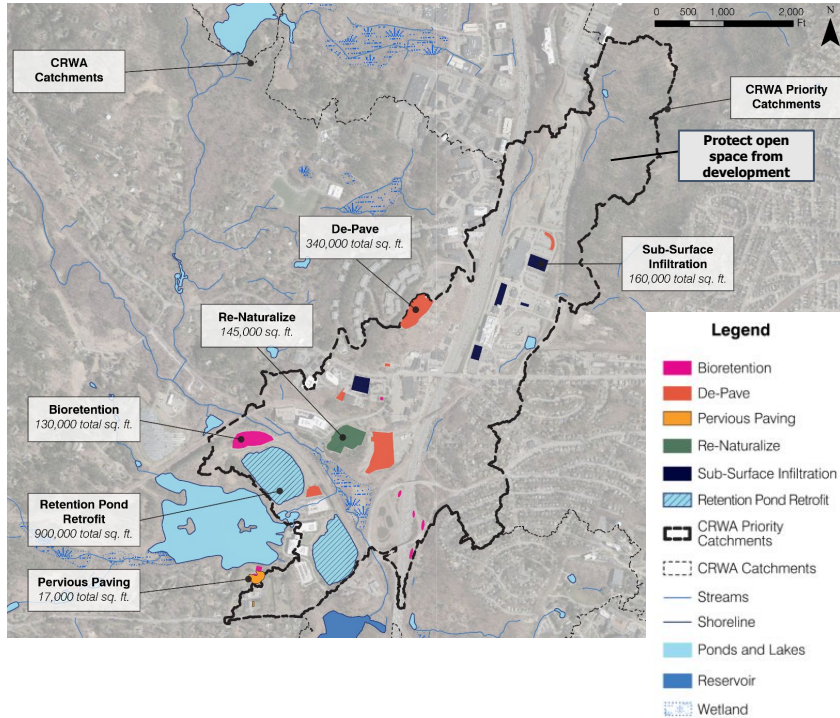 0 500 1,000 2,000
Ft
N
CRWA
Catchments
CRWA Priority
Catchments
Protect open
space from
development
De-Pave
340,000 total sq. ft.
Sub-Surface
Infiltration
160,000 total sq. ft.
Re-Naturalize
145,000 sq. ft.
Bioretention
130,000 total sq. ft.
Retention Pond
Retrofit
900,000 total sq. ft.
Pervious Paving
17,000 total sq. ft.
Legend
Bioretention
De-Pave
Pervious Paving
Re-Naturalize
Sub-Surface Infiltration
Retention Pond Retrofit
CRWA Priority
Catchments
CRWA Catchments
Streams
Shoreline
Ponds and Lakes
Reservoir
Wetland